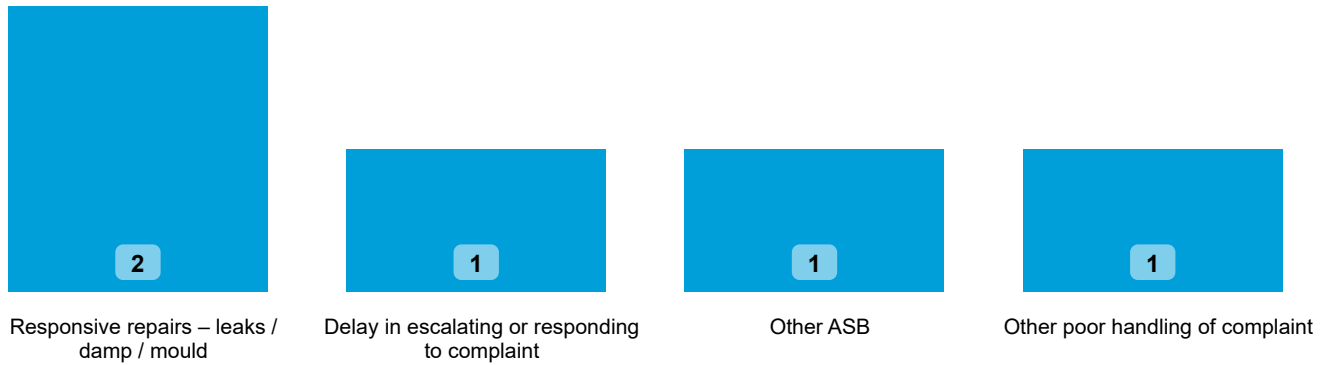 2
1
1
1
Responsive repairs – leaks /
damp / mould
Delay in escalating or responding
to complaint
Other ASB
Other poor handling of complaint